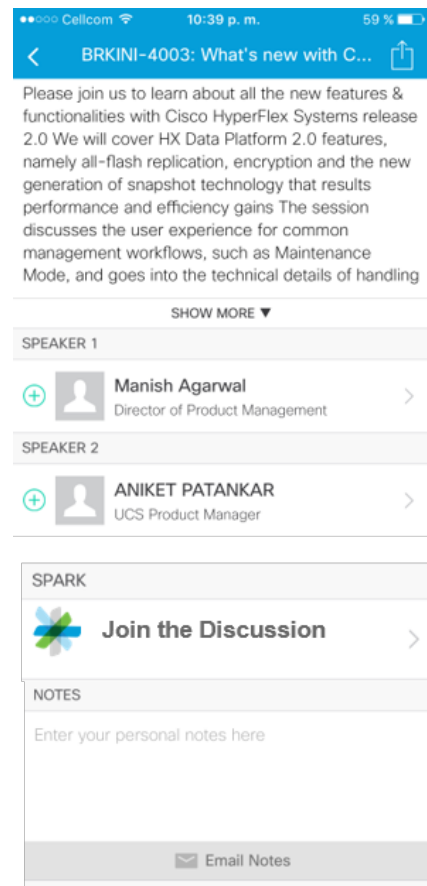 Cellcom 10:39 p. m. 59 %
BRKINI-4003: What's new with C...
Please join us to learn about all the new features &
functionalities with Cisco HyperFlex Systems release
2.0 We will cover HX Data Platform 2.0 features,
namely all-flash replication, encryption and the new
generation of snapshot technology that results
performance and efficiency gains The session
discusses the user experience for common
management workflows, such as Maintenance
Mode, and goes into the technical details of handling
SHOW MORE ▼
SPEAKER 1
Manish Agarwal
Director of Product Management
SPEAKER 2
ANIKET PATANKAR
UCS Product Manager
SPARK
Join the Discussion
NOTES
Enter your personal notes here
Email Notes